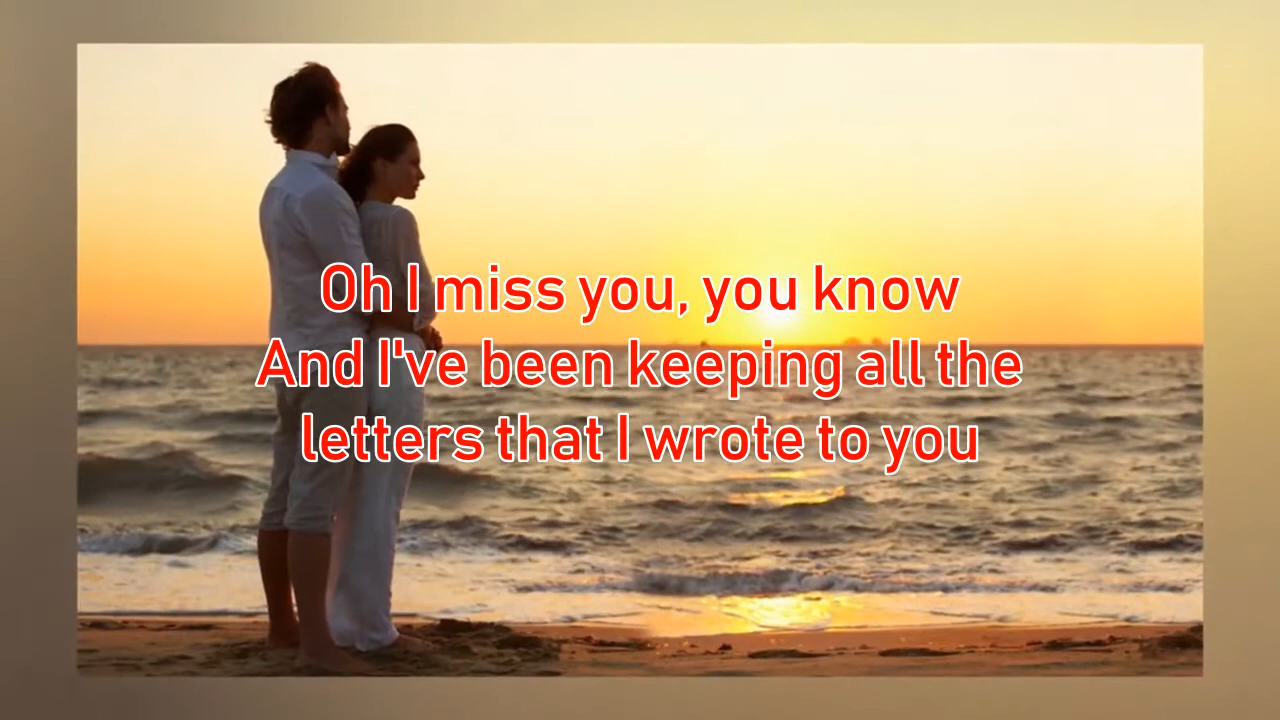 Oh I miss you, you know
And I've been keeping all the
letters that I wrote to you